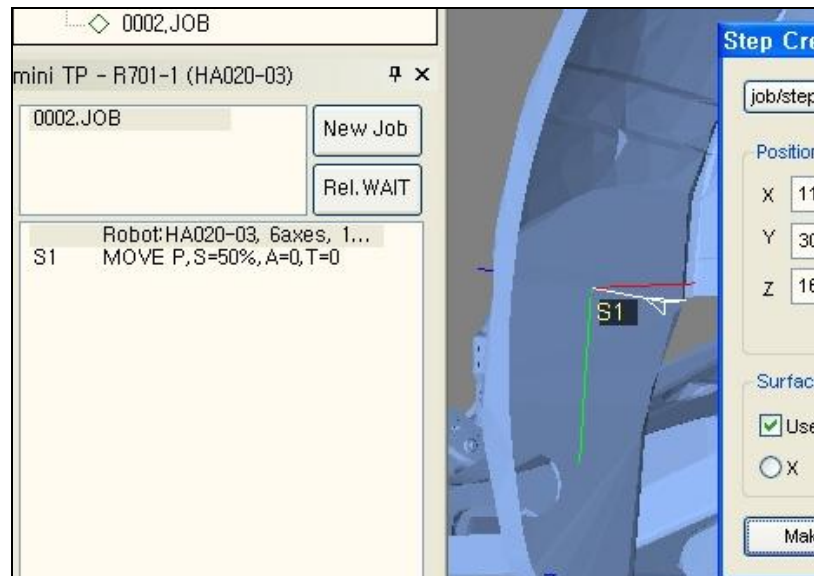 0002.JOB
mini TP - R701-1 (HA020-03)
0002.JOB
New Job
Rel. WAIT
Robot:HA020-03, 6axes, 1...
S1 MOVE P,S=50%,A=0,T=0
S1
Step Cre
job/step
Position
X 11
Y 30
Z 16
Surfac
Use
X
Mak